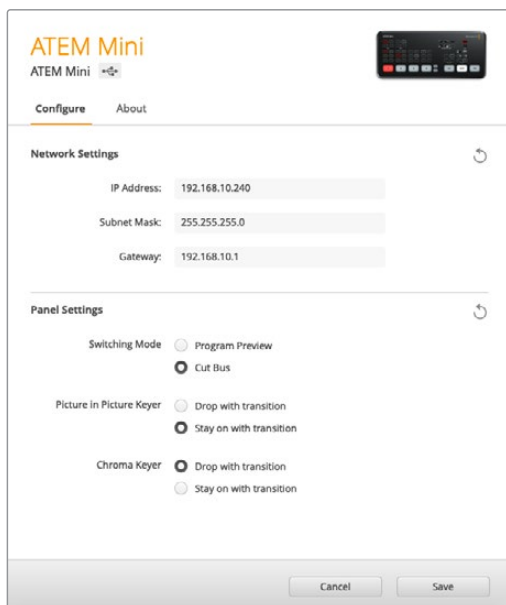 ATEM Mini
ATEM Mini
Configure About
Network Settings
IP Address: 192.168.10.240
Subnet Mask: 255.255.255.0
Gateway: 192.168.10.1
Panel Settings
Switching Mode Program Preview
Cut Bus
Picture in Picture Keyer Drop with transition
Stay on with transition
Chroma Keyer Drop with transition
Stay on with transition
Cancel Save